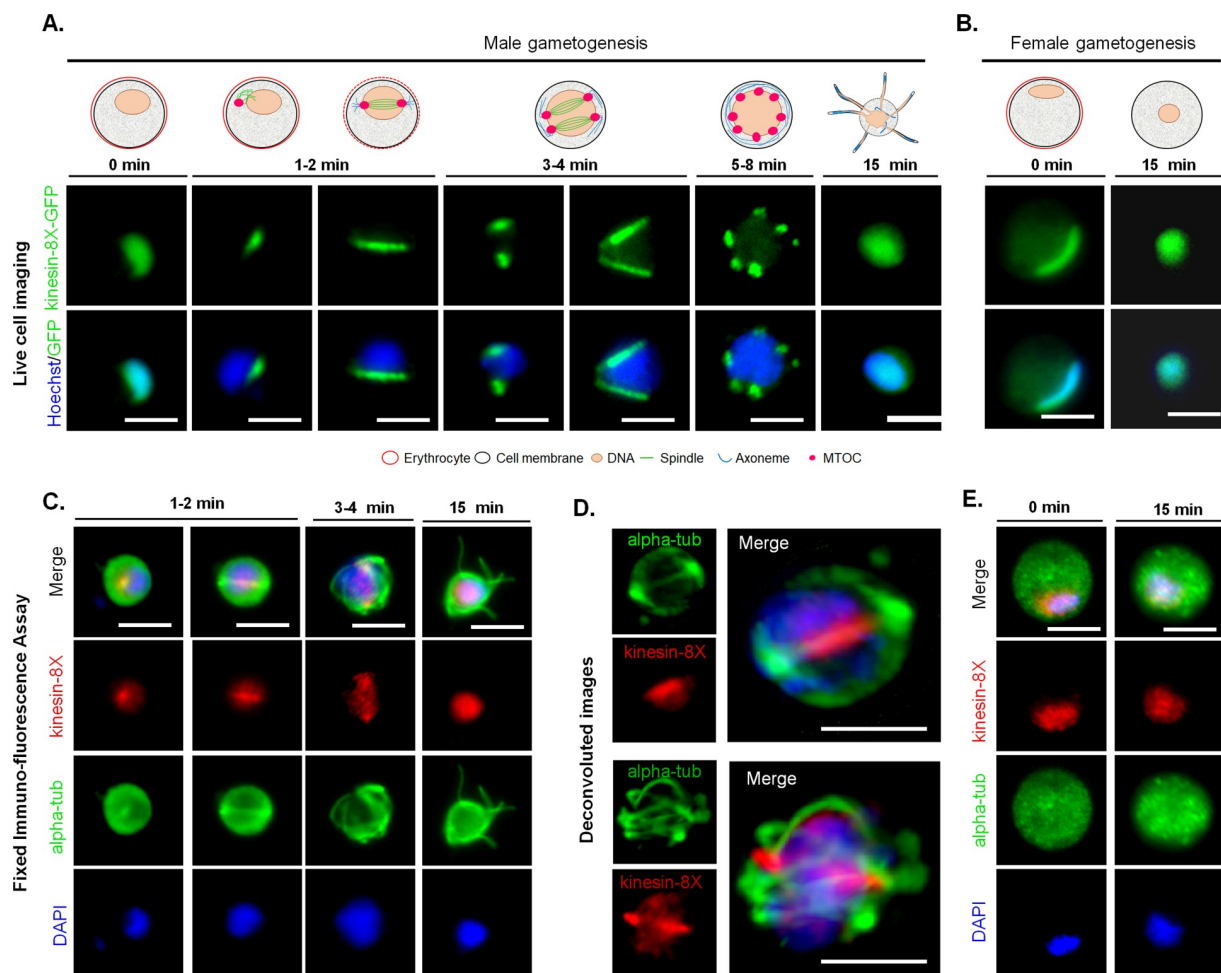 A.
Male gametogenesis
0 min
1-2 min
3-4 min
5-8 min
15 min
B.
Female gametogenesis
0 min
15 min
Live cell imaging
kinesin-8X-GFP
Hoechst/GFP
Erythrocyte Cell membrane DNA Spindle Axoneme MTOC
C.
1-2 min
3-4 min
15 min
Fixed Immuno-fluorescence Assay
Merge
kinesin-8X
alpha-tub
DAPI
D.
Deconvoluted images
alpha-tub
Merge
kinesin-8X
alpha-tub
Merge
kinesin-8X
E.
0 min
15 min
Merge
kinesin-8X
alpha-tub
DAPI